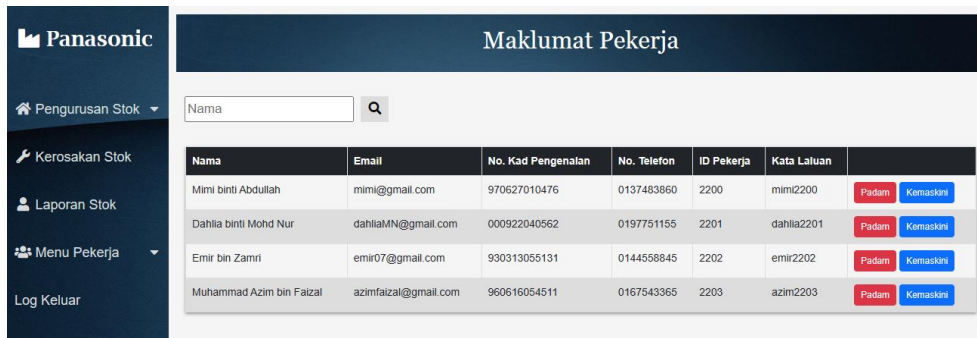 Panasonic
Maklumat Pekerja
Pengurusan Stok
Kerosakan Stok
Laporan Stok
Menu Pekerja
Log Keluar
Nama
Nama Email No. Kad Pengenalan No. Telefon ID Pekerja Kata Laluan
Mimi binti Abdullah mimi@gmail.com 970627010476 0137483860 2200 mimi2200 Padam Kemaskini
Dahlia binti Mohd Nur dahliaMN@gmail.com 000922040562 0197751155 2201 dahlia2201 Padam Kemaskini
Emir bin Zamri emir07@gmail.com 930313055131 0144558845 2202 emir2202 Padam Kemaskini
Muhammad Azim bin Faizal azimfaizal@gmail.com 960616054511 0167543365 2203 azim2203 Padam Kemaskini